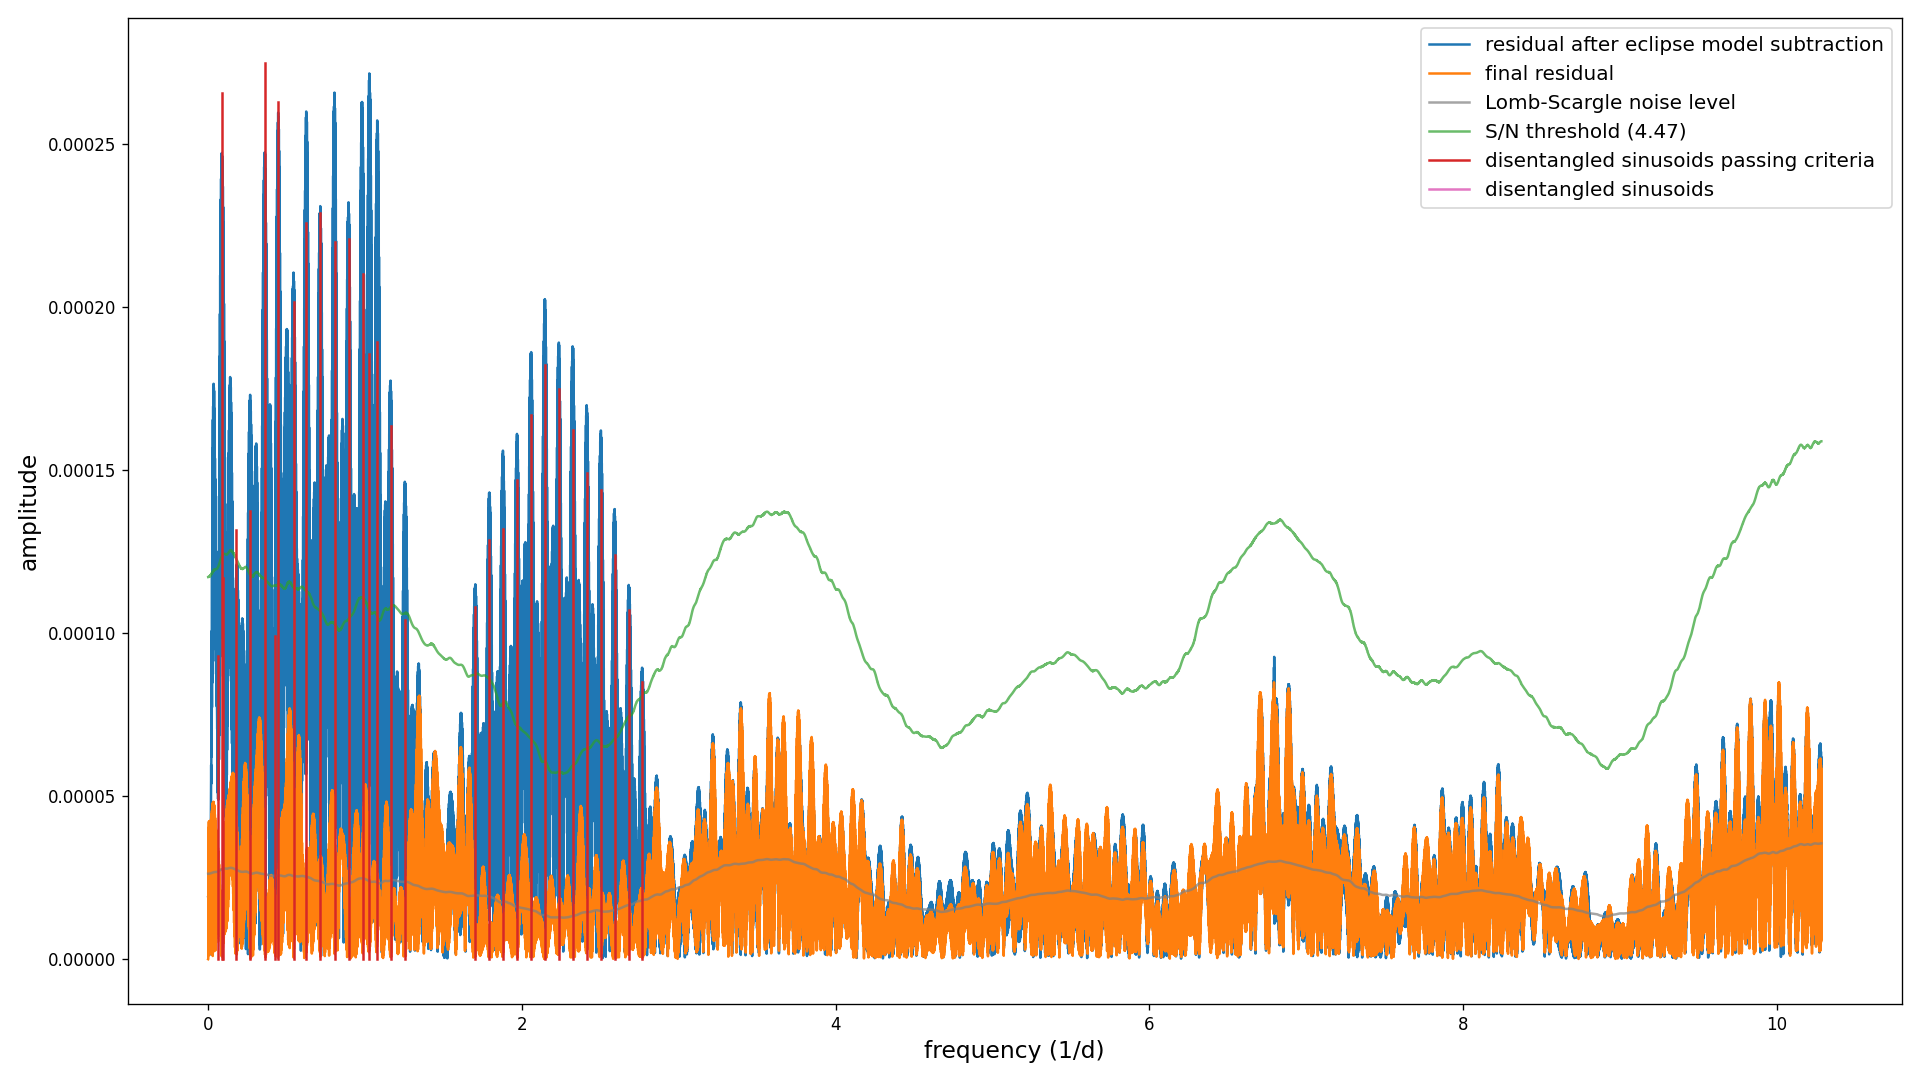 residual after eclipse model subtraction
final residual
Lomb-Scargle noise level
S/N threshold (4.47)
disentangled sinusoids passing criteria
disentangled sinusoids
amplitude
0.00025
0.00020
0.00015
0.00010
0.00005
0.00000
0 2 4 6 8 10
frequency (1/d)